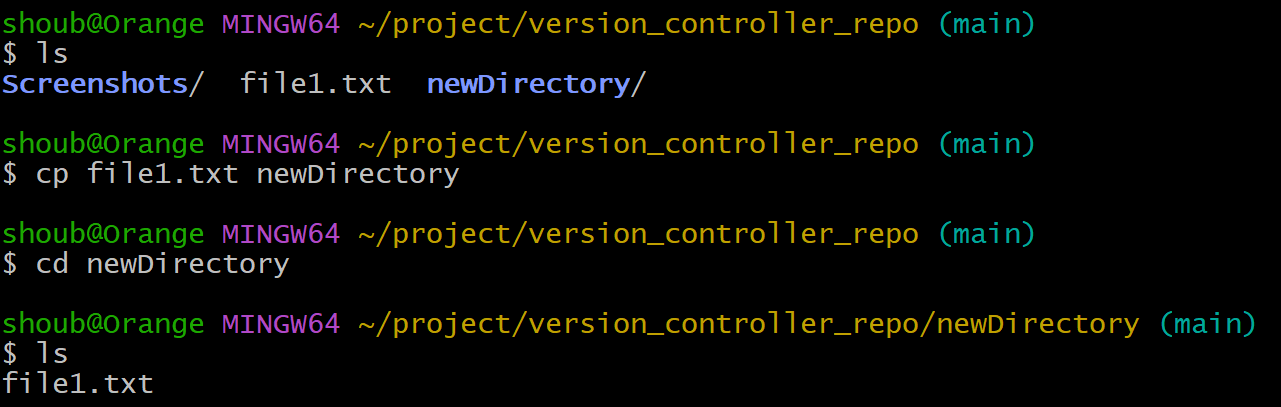 shoub@Orange MINGW64 ~/project/version_controller_repo (main)
$ ls
Screenshots/  file1.txt  newDirectory/
shoub@Orange MINGW64 ~/project/version_controller_repo (main)
$ cp file1.txt newDirectory
shoub@Orange MINGW64 ~/project/version_controller_repo (main)
$ cd newDirectory
shoub@Orange MINGW64 ~/project/version_controller_repo/newDirectory (main)
$ ls
file1.txt